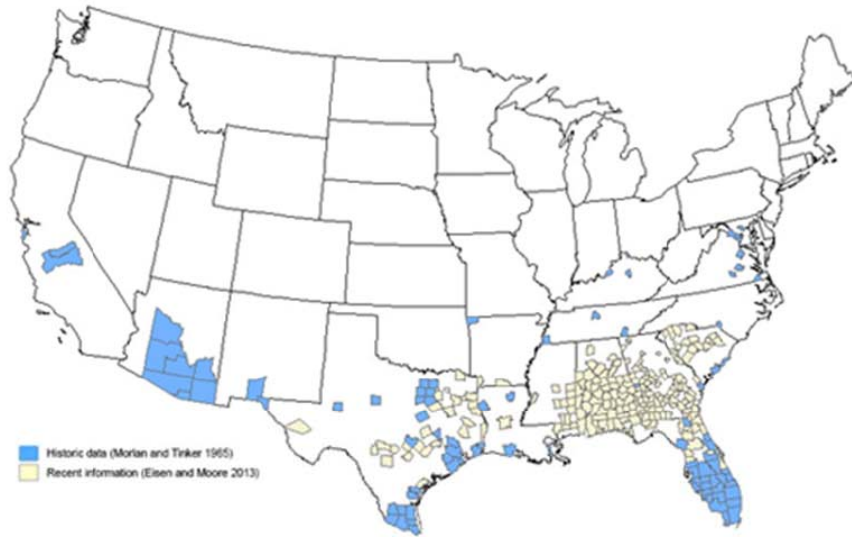 Historic data (Morlan and Tinker 1965)
Recent information (Eisen and Moore 2013)